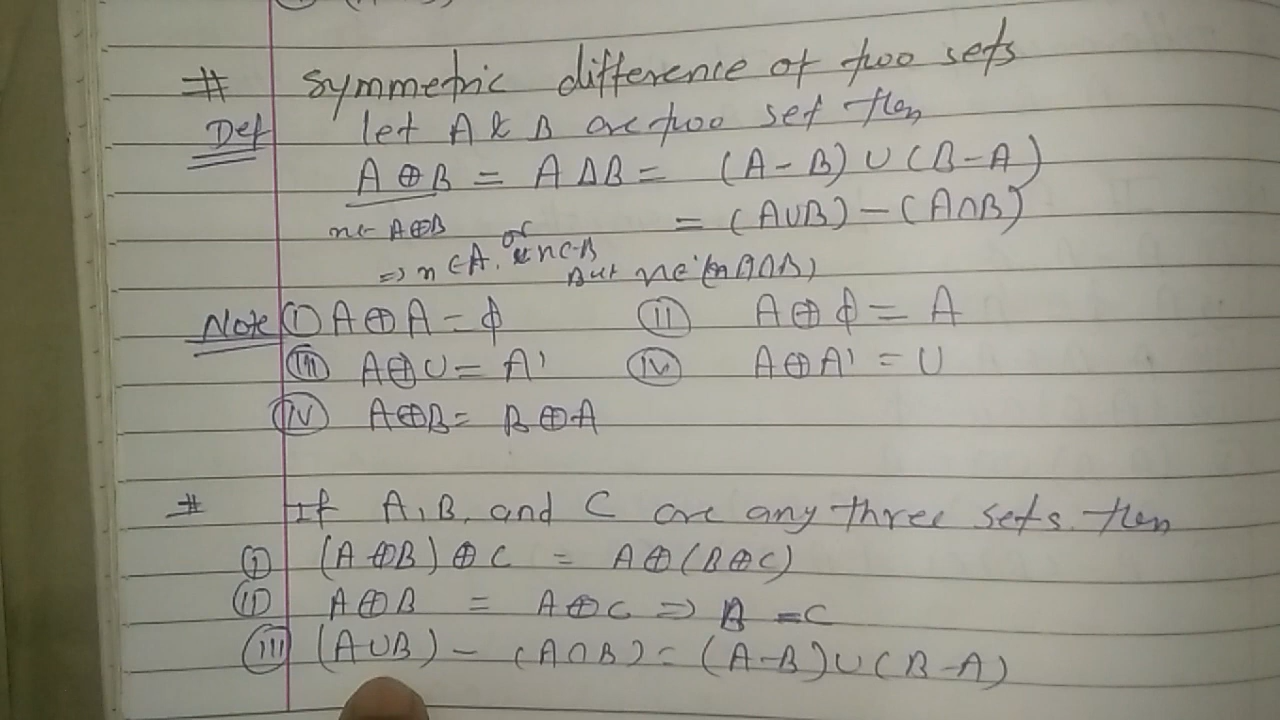 # symmetric difference of two sets
Def let A & B are two set then
A ⊕ B = A Δ B = (A - B) ∪ (B - A)
= (A∪B) - (A∩B)
x∈ A⊕B
⇒ x ∈ A or x ∈ B
But
Note (i) A ⊕ A = ϕ (ii) A ⊕ ϕ = A
(iii) A ⊕ U = A' (iv) A ⊕ A' = U
(iv) A⊕B = B ⊕ A
# If A, B, and C are any three sets then
(i) (A ⊕ B) ⊕ C = A ⊕ (B ⊕ C)
(ii) A ⊕ B = A ⊕ C ⇒ B = C
(iii) (A ∪ B) - (A ∩ B) = (A - B) ∪ (B - A)